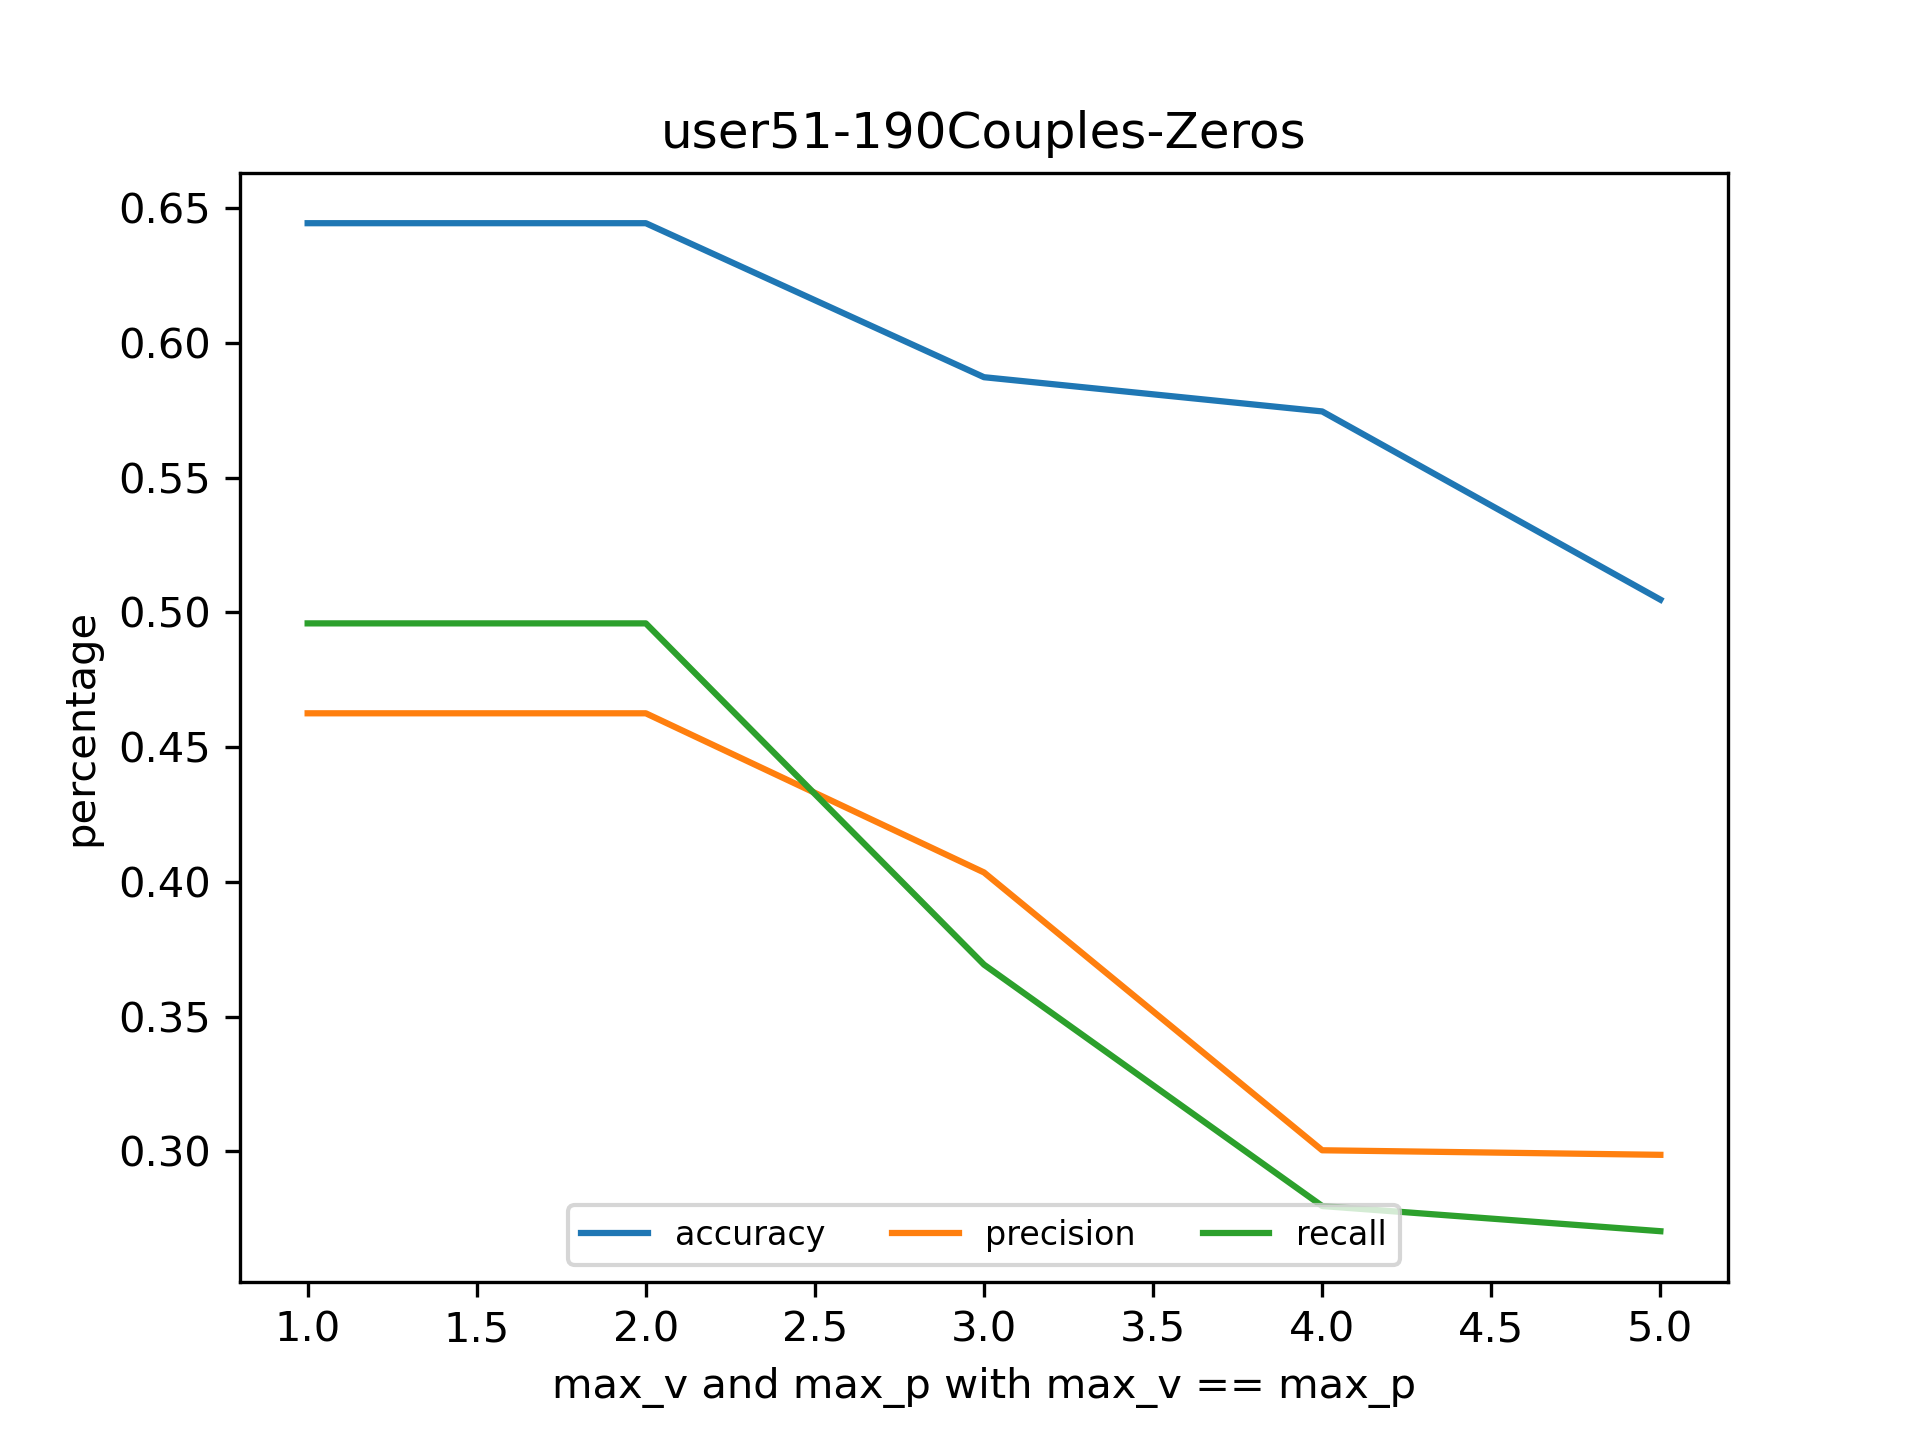 user51-190Couples-Zeros
0.65
0.60
0.55
0.50
0.45
0.40
0.35
0.30
percentage
accuracy precision recall
1.0 1.5 2.0 2.5 3.0 3.5 4.0 4.5 5.0
max_v and max_p with max_v == max_p